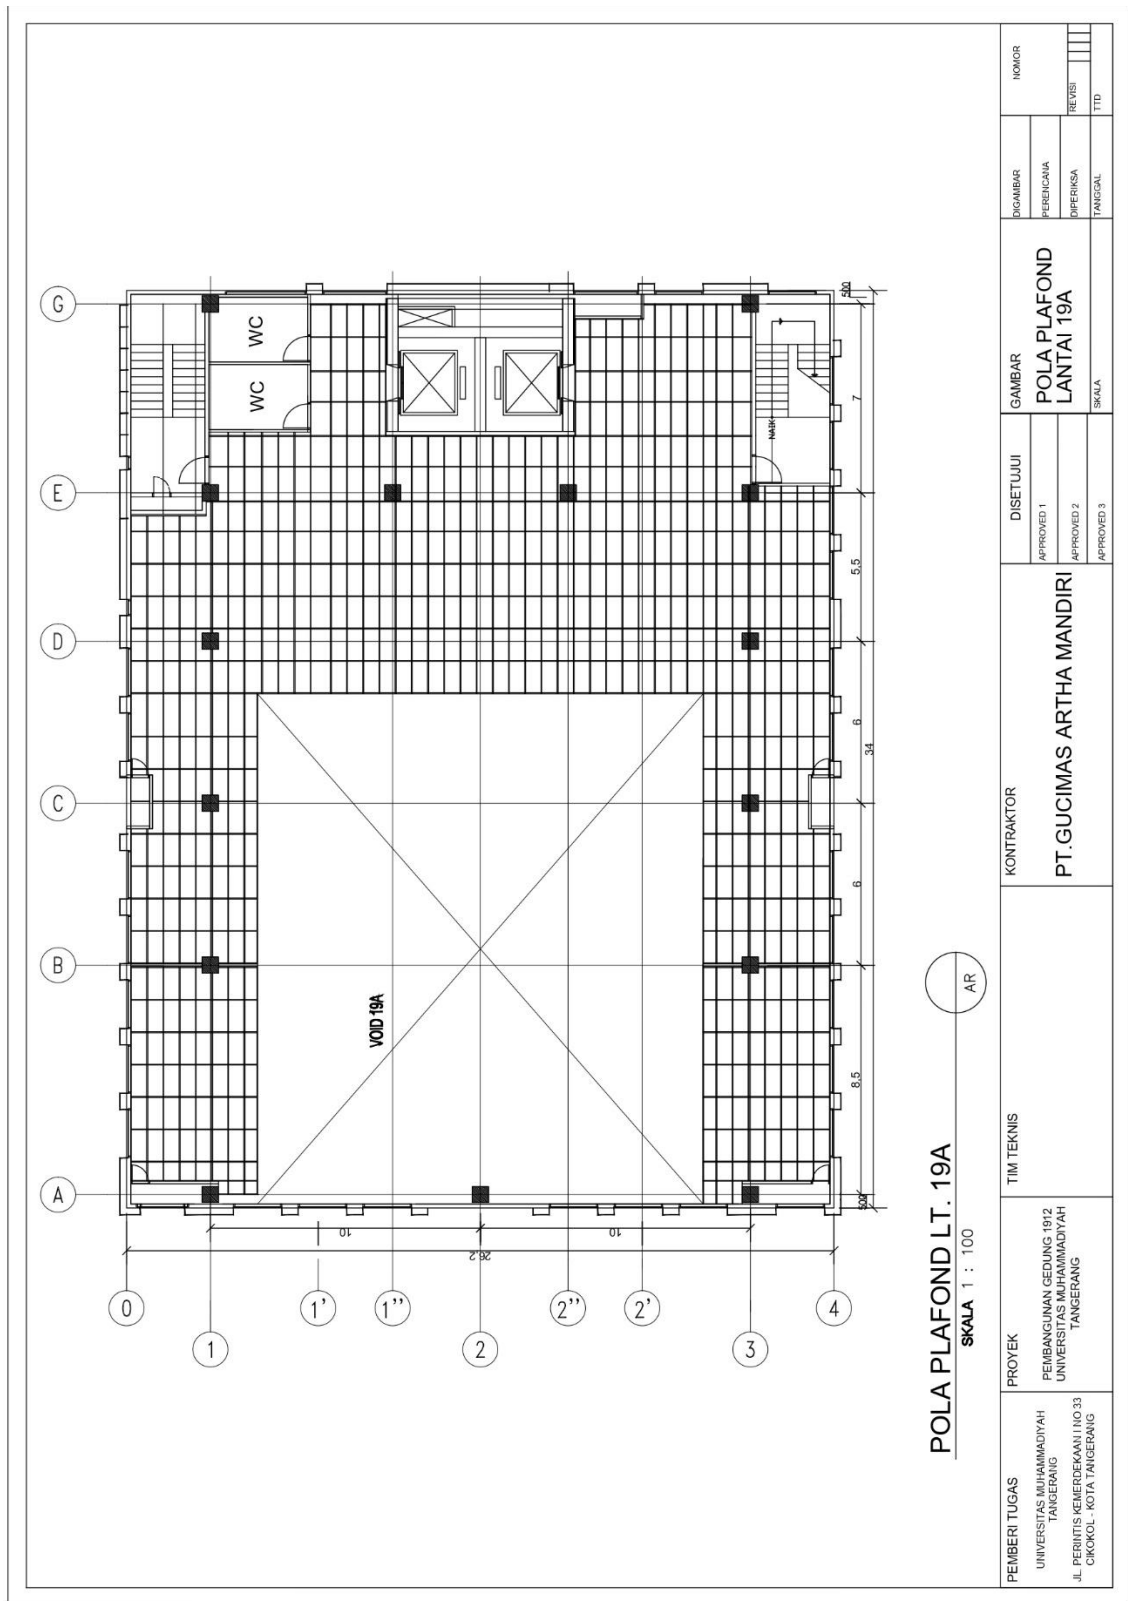 G
E
D
C
B
A
WC
WC
NAIK
VOID 19A
500
7
5,5
6
34
6
8,5
500
10
10
26,2
0
1
1'
1''
2
2''
2'
3
4
POLA PLAFOND LT. 19A
SKALA 1 : 100
AR
PEMBERI TUGAS
UNIVERSITAS MUHAMMADIYAH
TANGERANG
JL. PERINTIS KEMERDEKAAN I NO 33
CIKOKOL - KOTA TANGERANG
PROYEK
PEMBANGUNAN GEDUNG 1912
UNIVERSITAS MUHAMMADIYAH
TANGERANG
TIM TEKNIS
KONTRAKTOR
PT.GUCIMAS ARTHA MANDIRI
DISETUJUI
APPROVED 1
APPROVED 2
APPROVED 3
GAMBAR
POLA PLAFOND
LANTAI 19A
SKALA
DIGAMBAR
PERENCANA
DIPERIKSA
TANGGAL
NOMOR
REVISI
TTD